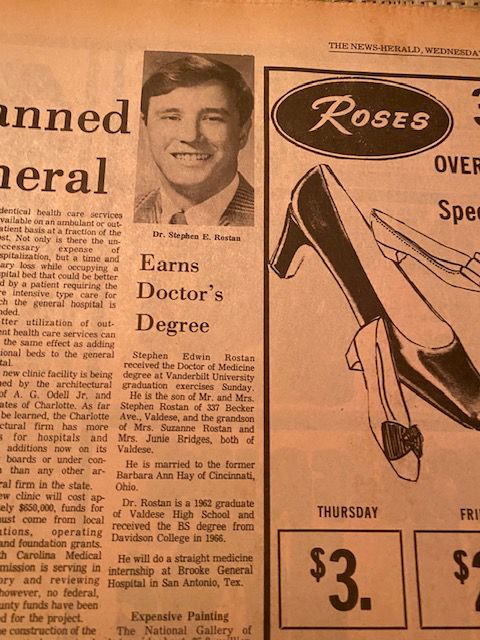 THE NEWS-HERALD, WEDNESDAY
anned
neral
dentical health care services
vailable on an ambulant or out-
atient basis at a fraction of the
ost. Not only is there the un-
eccessary expense of
spitalization, but a time and
ary loss while occupying a
pital bed that could be better
d by a patient requiring the
re intensive type care for
ch the general hospital is
nded.
tter utilization of out-
ent health care services can
the same effect as adding
ional beds to the general
tal.
new clinic facility is being
ned by the architectural
of A. G. Odell Jr. and
ates of Charlotte. As far
be learned, the Charlotte
ctural firm has more
s for hospitals and
additions now on its
boards or under con-
n than any other ar-
ral firm in the state.
ew clinic will cost ap-
ely $650,000, funds for
must come from local
utions, operating
and foundation grants.
h Carolina Medical
mission is serving in
ory and reviewing
however, no federal,
unty funds have been
d for the project.
e construction of the
Dr. Stephen E. Rostan
Earns
Doctor's
Degree
Stephen Edwin Rostan
received the Doctor of Medicine
degree at Vanderbilt University
graduation exercises Sunday.
He is the son of Mr. and Mrs.
Stephen Rostan of 337 Becker
Ave., Valdese, and the grandson
of Mrs. Suzanne Rostan and
Mrs. Junie Bridges, both of
Valdese.
He is married to the former
Barbara Ann Hay of Cincinnati,
Ohio.
Dr. Rostan is a 1962 graduate
of Valdese High School and
received the BS degree from
Davidson College in 1966.
He will do a straight medicine
internship at Brooke General
Hospital in San Antonio, Tex.
Expensive Painting
The National Gallery of
ROSES
3
OVER
Spec
THURSDAY
FRI
$3.
$